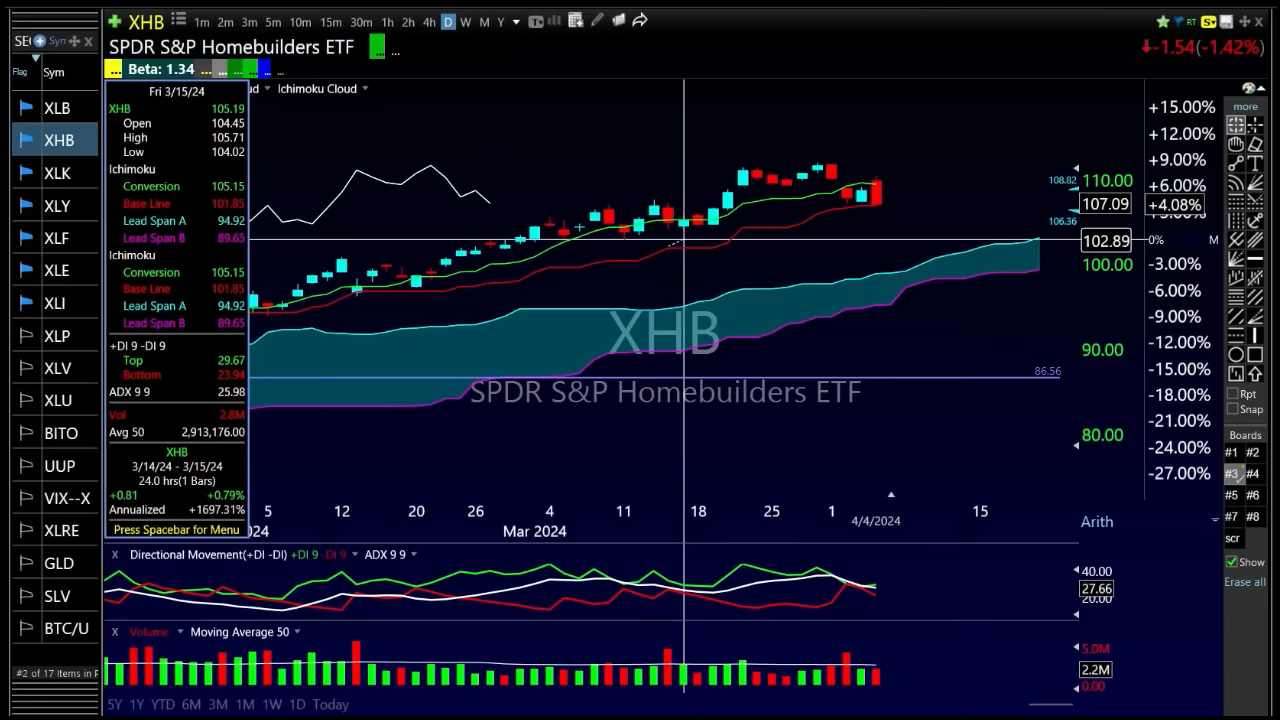 XHB 1m 2m 3m 5m 10m 15m 30m 1h 2h 4h D W M Y
RT S
SPDR S&P Homebuilders ETF ...
-1.54(-1.42%)
Beta: 1.34
Flag Sym
XLB
XHB
XLK
XLY
XLF
XLE
XLI
XLP
XLV
XLU
BITO
UUP
VIX--X
XLRE
GLD
SLV
BTC/U
#2 of 17 Items in
Fri 3/15/24
XHB 105.19
Open 104.45
High 105.71
Low 104.02
Ichimoku
Conversion 105.15
Base Line 101.85
Lead Span A 94.92
Lead Span B 89.65
Ichimoku
Conversion 105.15
Base Line 101.85
Lead Span A 94.92
Lead Span B 89.65
+DI 9 -DI 9
Top 29.67
Bottom 23.94
ADX 9 9 25.98
Vol 2.8M
Avg 50 2,913,176.00
XHB
3/14/24 - 3/15/24
24.0 hrs(1 Bars)
+0.81 +0.79%
Annualized +1697.31%
Press Spacebar for Menu
ud Ichimoku Cloud
XHB
SPDR S&P Homebuilders ETF
108.82
106.36
86.56
110.00
107.09
102.89
100.00
90.00
80.00
+15.00%
+12.00%
+9.00%
+6.00%
+4.08%
0% M
-3.00%
-6.00%
-9.00%
-12.00%
-15.00%
-18.00%
-21.00%
-24.00%
-27.00%
5 12 20 26 11 18 25 1 15
2024 Mar 2024 4/4/2024
Arith
X Directional Movement(+DI -DI) +DI 9 -DI 9 ADX 9 9
40.00
27.66
20.00
X Volume Moving Average 50
5.0M
2.2M
0.00
5Y 1Y YTD 6M 3M 1M 1W 1D Today
more
Rpt
Snap
Boards
#1 #2
#3 #4
#5 #6
#7 #8
scr
Show
Erase all